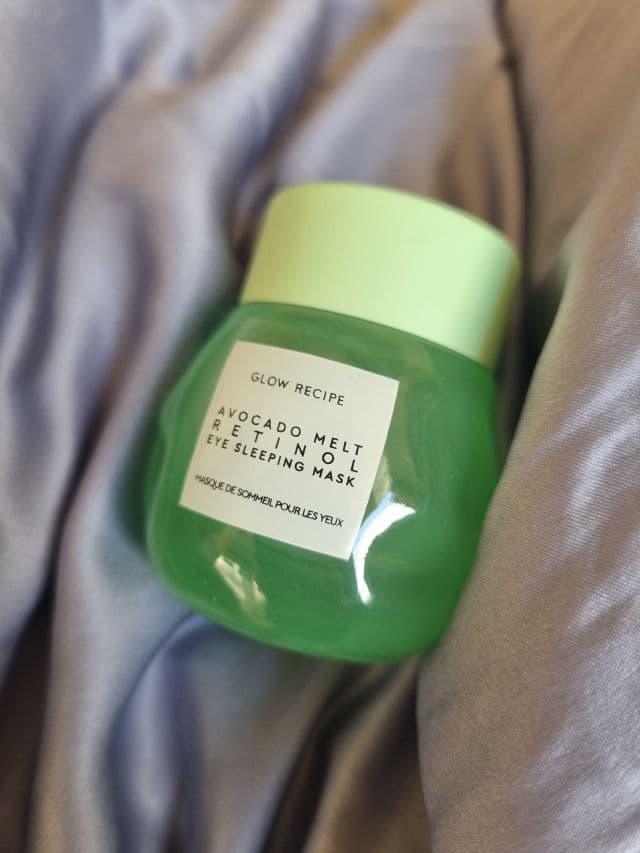 GLOW RECIPE
AVOCADO MELT
RETINOL
EYE SLEEPING MASK
MASQUE DE SOMMEIL POUR LES YEUX